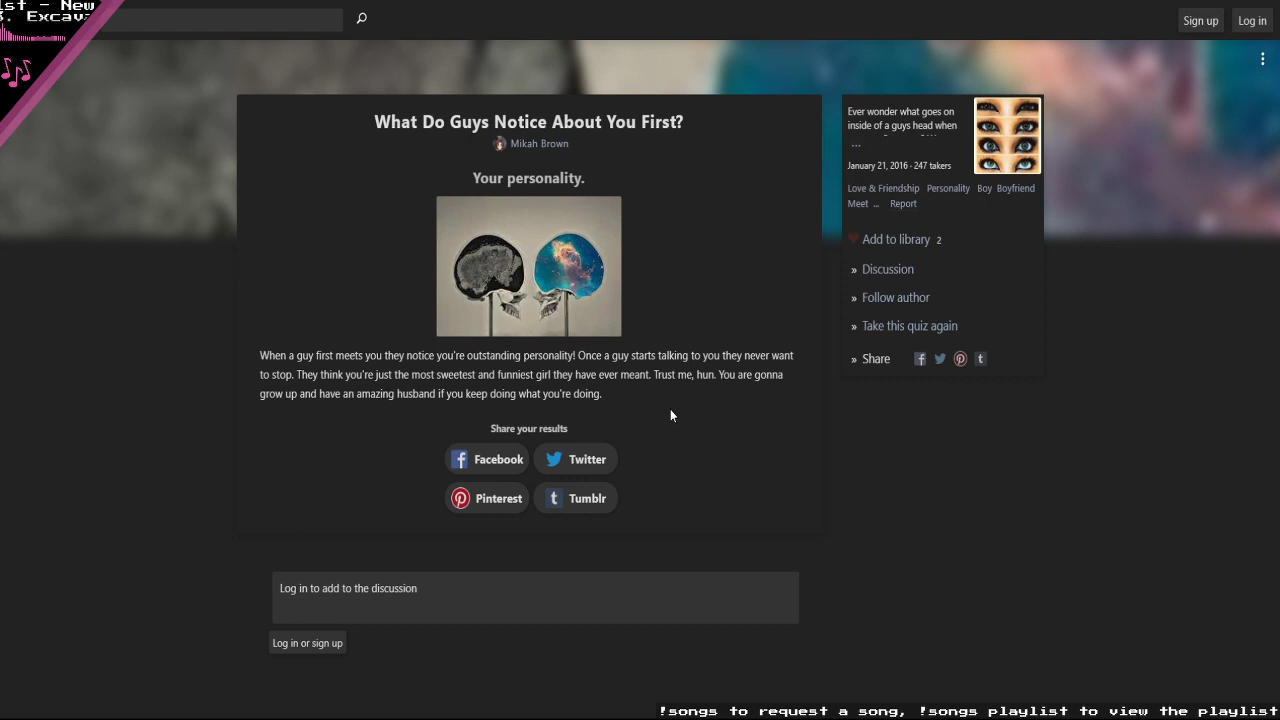 ist - New
3. Excava
Sign up
Log in
What Do Guys Notice About You First?
Mikah Brown
Your personality.
When a guy first meets you they notice you're outstanding personality! Once a guy starts talking to you they never want
to stop. They think you're just the most sweetest and funniest girl they have ever meant. Trust me, hun. You are gonna
grow up and have an amazing husband if you keep doing what you're doing.
Share your results
Facebook
Twitter
Pinterest
Tumblr
Log in to add to the discussion
Log in or sign up
Ever wonder what goes on
inside of a guys head when
...
January 21, 2016 · 247 takers
Love & Friendship Personality Boy Boyfriend
Meet ... Report
Add to library 2
» Discussion
» Follow author
» Take this quiz again
» Share
!songs to request a song, !songs playlist to view the playlist